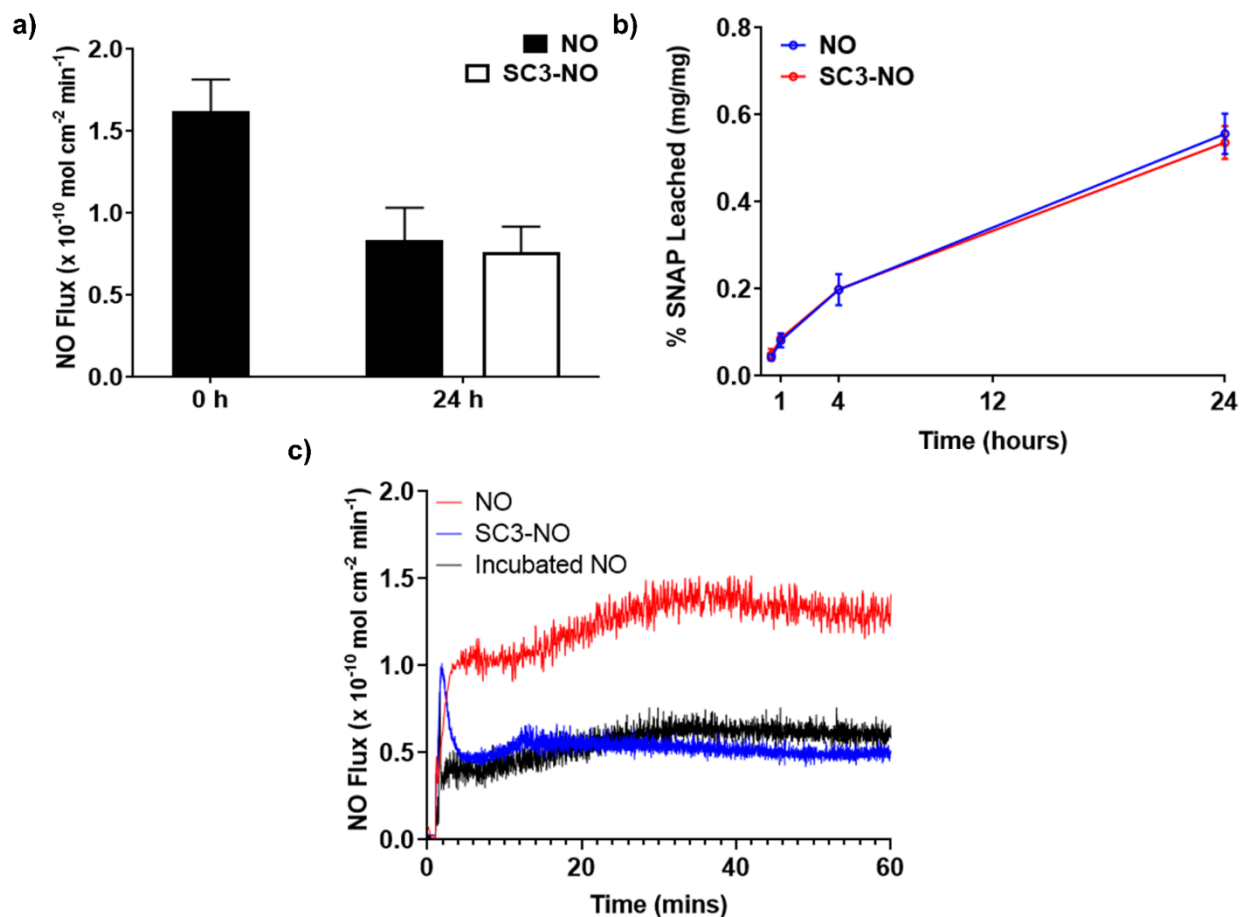 a)
NO Flux (x 10⁻¹⁰ mol cm⁻² min⁻¹)
2.0
1.5
1.0
0.5
0.0
NO
SC3-NO
0 h
24 h
b)
% SNAP Leached (mg/mg)
0.8
0.6
0.4
0.2
0.0
NO
SC3-NO
1
4
12
24
Time (hours)
c)
NO Flux (x 10⁻¹⁰ mol cm⁻² min⁻¹)
2.0
1.5
1.0
0.5
0.0
NO
SC3-NO
Incubated NO
0
20
40
60
Time (mins)